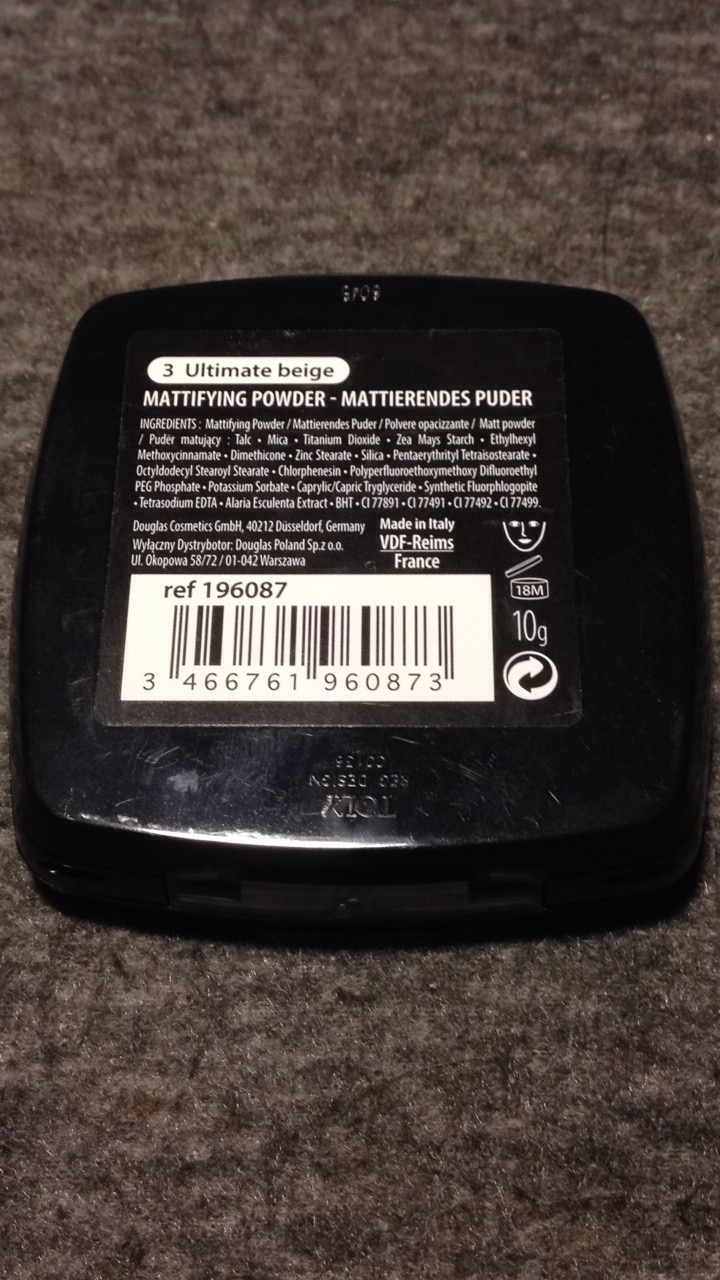 3 Ultimate beige
MATTIFYING POWDER - MATTIERENDES PUDER
INGREDIENTS : Mattifying Powder / Mattierendes Puder / Polvere opacizzante / Matt powder
/ Puder matujący : Talc • Mica • Titanium Dioxide • Zea Mays Starch • Ethylhexyl
Methoxycinnamate • Dimethicone • Zinc Stearate • Silica • Pentaerythrityl Tetraisostearate •
Octyldodecyl Stearoyl Stearate • Chlorphenesin • Polyperfluoroethoxymethoxy Difluoroethyl
PEG Phosphate • Potassium Sorbate • Caprylic/Capric Tryglyceride • Synthetic Fluorphlogopite
• Tetrasodium EDTA • Alaria Esculenta Extract • BHT • CI 77891 • CI 77491 • CI 77492 • CI 77499.
Douglas Cosmetics GmbH, 40212 Düsseldorf, Germany
Wyłączny Dystrybotor: Douglas Poland Sp.z o.o.
Ul. Okopowa 58/72 / 01-042 Warszawa
Made in Italy
VDF-Reims
France
18M
10g
ref 196087
3 466761 960873
REG DESIGN
TOLY